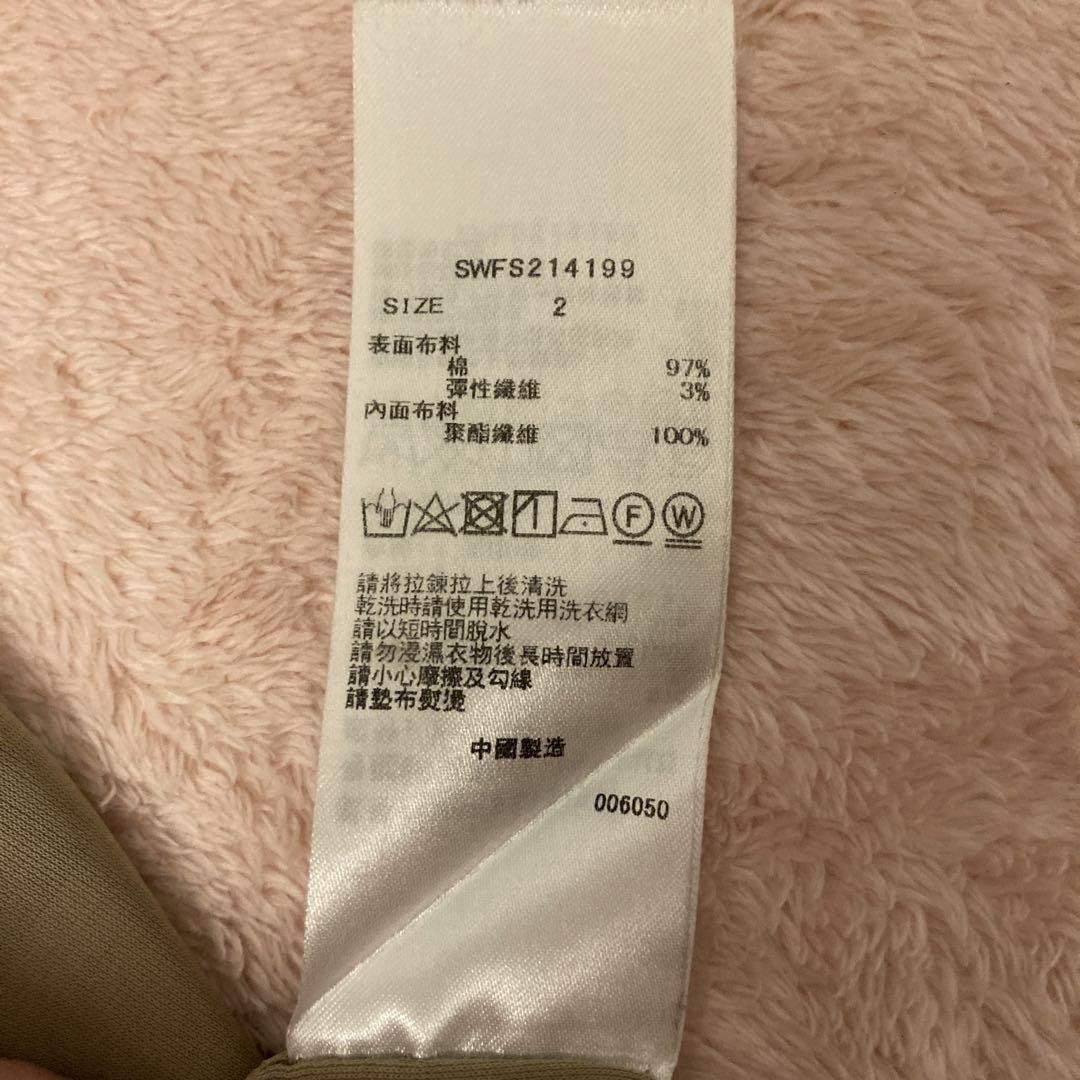 SWFS214199
SIZE 2
表面布料
棉 97%
彈性纖維 3%
內面布料
聚酯纖維 100%
F W
請將拉鍊拉上後清洗
乾洗時請使用乾洗用洗衣網
請以短時間脫水
請勿浸濕衣物後長時間放置
請小心摩擦及勾線
請墊布熨燙
中國製造
006050